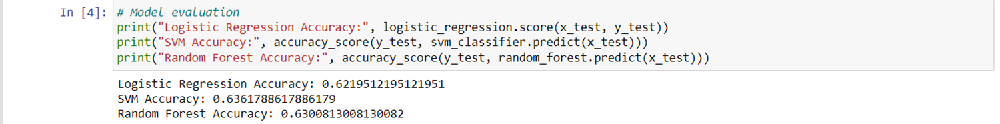 In [4]: # Model evaluation
print("Logistic Regression Accuracy:", logistic_regression.score(x_test, y_test))
print("SVM Accuracy:", accuracy_score(y_test, svm_classifier.predict(x_test)))
print("Random Forest Accuracy:", accuracy_score(y_test, random_forest.predict(x_test)))
Logistic Regression Accuracy: 0.6219512195121951
SVM Accuracy: 0.6361788617886179
Random Forest Accuracy: 0.6300813008130082